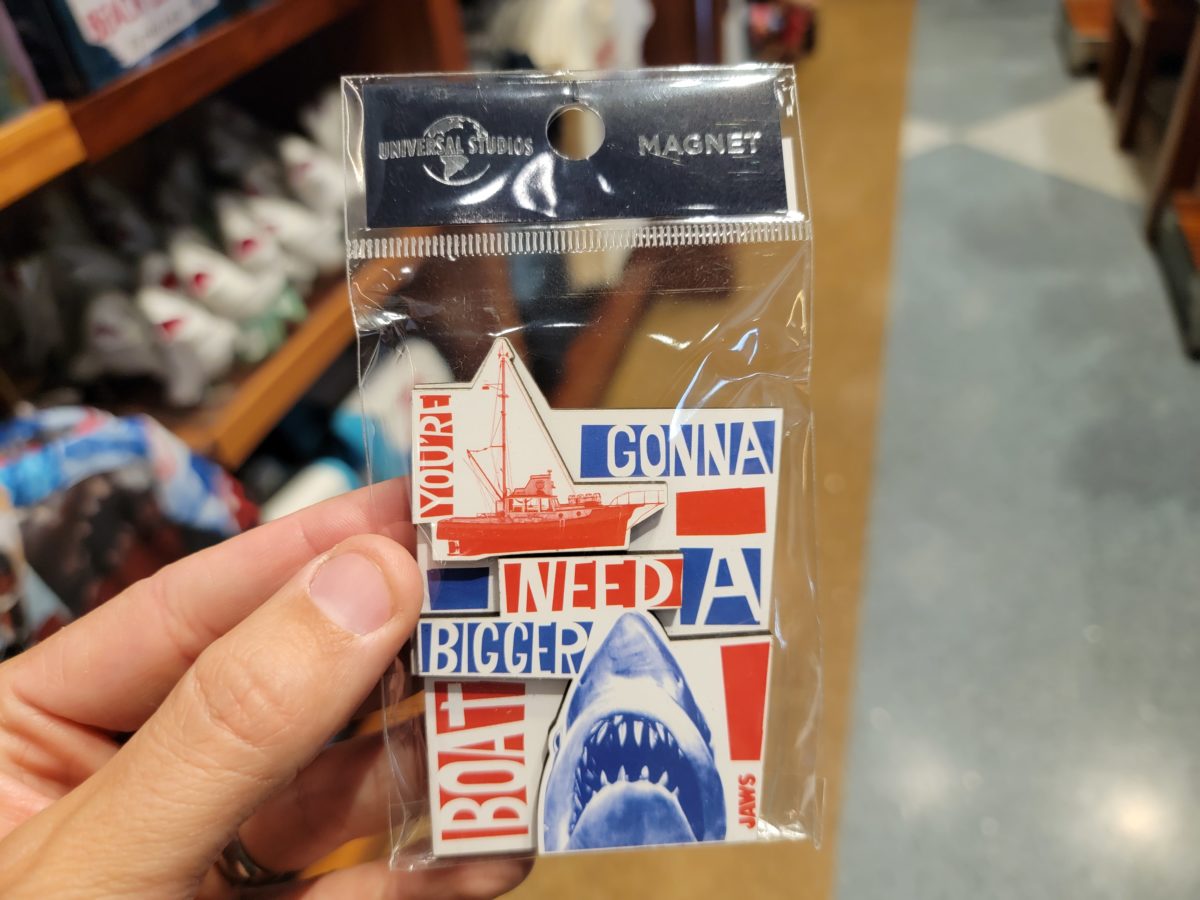 UNIVERSAL STUDIOS
MAGNET
YOU'RE
GONNA
NEED A
BIGGER
BOAT
JAWS